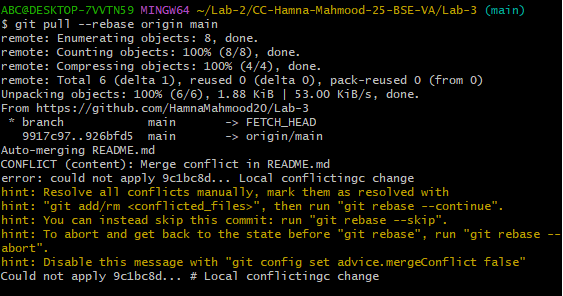 ABC@DESKTOP-7VVTN59 MINGW64 ~/Lab-2/CC-Hamna-Mahmood-25-BSE-VA/Lab-3 (main)
$ git pull --rebase origin main
remote: Enumerating objects: 8, done.
remote: Counting objects: 100% (8/8), done.
remote: Compressing objects: 100% (4/4), done.
remote: Total 6 (delta 1), reused 0 (delta 0), pack-reused 0 (from 0)
Unpacking objects: 100% (6/6), 1.88 KiB | 53.00 KiB/s, done.
From https://github.com/HamnaMahmood20/Lab-3
 * branch            main       -> FETCH_HEAD
   9917c97..926bfd5  main       -> origin/main
Auto-merging README.md
CONFLICT (content): Merge conflict in README.md
error: could not apply 9c1bc8d... Local conflictingc change
hint: Resolve all conflicts manually, mark them as resolved with
hint: "git add/rm <conflicted_files>", then run "git rebase --continue".
hint: You can instead skip this commit: run "git rebase --skip".
hint: To abort and get back to the state before "git rebase", run "git rebase --
abort".
hint: Disable this message with "git config set advice.mergeConflict false"
Could not apply 9c1bc8d... # Local conflictingc change